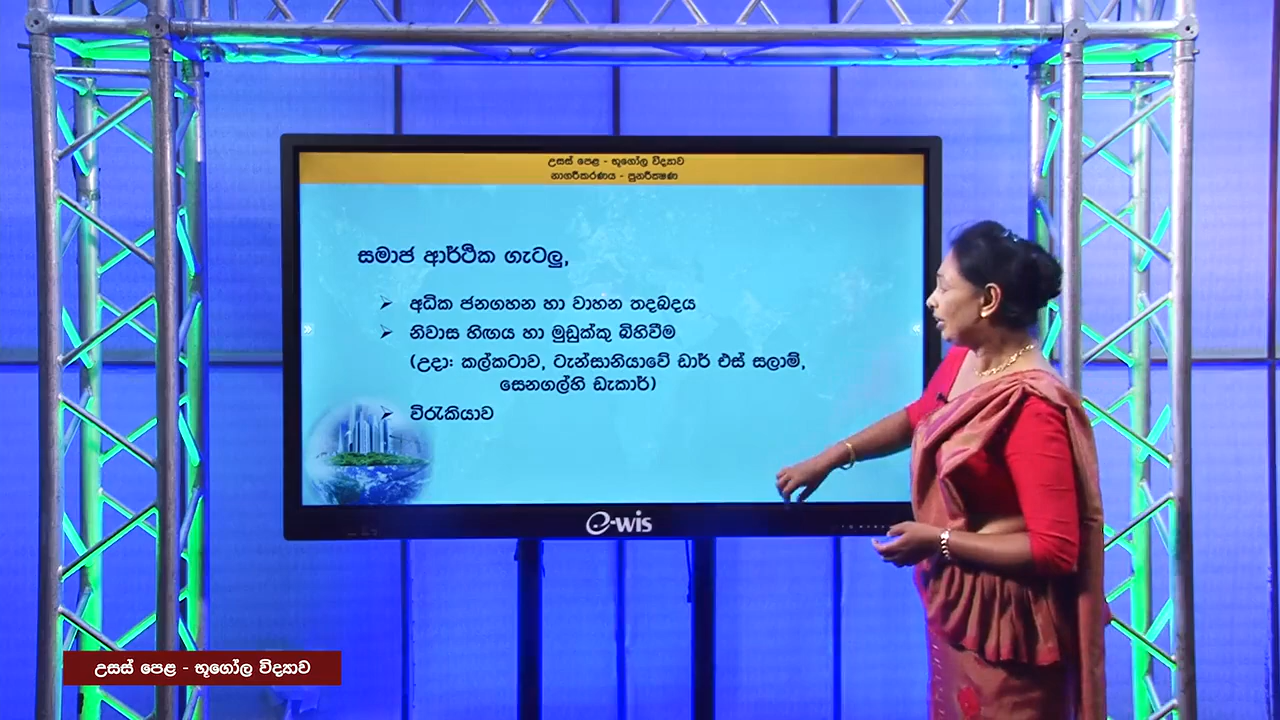 උසස් පෙළ - භූගෝල විද්‍යාව
නාගරීකරණය - පුනරීක්ෂණ
සමාජ ආර්ථික ගැටලු,
➢ අධික ජනගහන හා වාහන තදබදය
➢ නිවාස හිඟය හා මුඩුක්කු බිහිවීම
(උදා: කල්කටාව, ටැන්සානියාවේ ඩාර් එස් සලාම්,
සෙනගල්හි ඩැකාර්)
➢ විරැකියාව
e-wis
උසස් පෙළ - භූගෝල විද්‍යාව